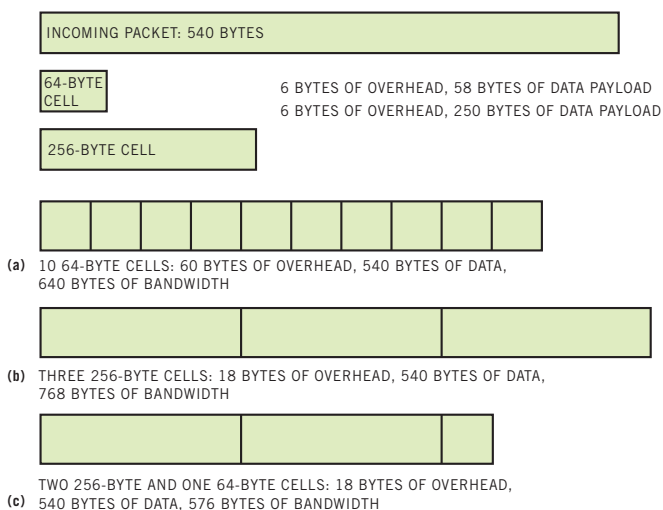 INCOMING PACKET: 540 BYTES
64-BYTE
CELL
6 BYTES OF OVERHEAD, 58 BYTES OF DATA PAYLOAD
6 BYTES OF OVERHEAD, 250 BYTES OF DATA PAYLOAD
256-BYTE CELL
(a) 10 64-BYTE CELLS: 60 BYTES OF OVERHEAD, 540 BYTES OF DATA,
640 BYTES OF BANDWIDTH
(b) THREE 256-BYTE CELLS: 18 BYTES OF OVERHEAD, 540 BYTES OF DATA,
768 BYTES OF BANDWIDTH
TWO 256-BYTE AND ONE 64-BYTE CELLS: 18 BYTES OF OVERHEAD,
(c) 540 BYTES OF DATA, 576 BYTES OF BANDWIDTH